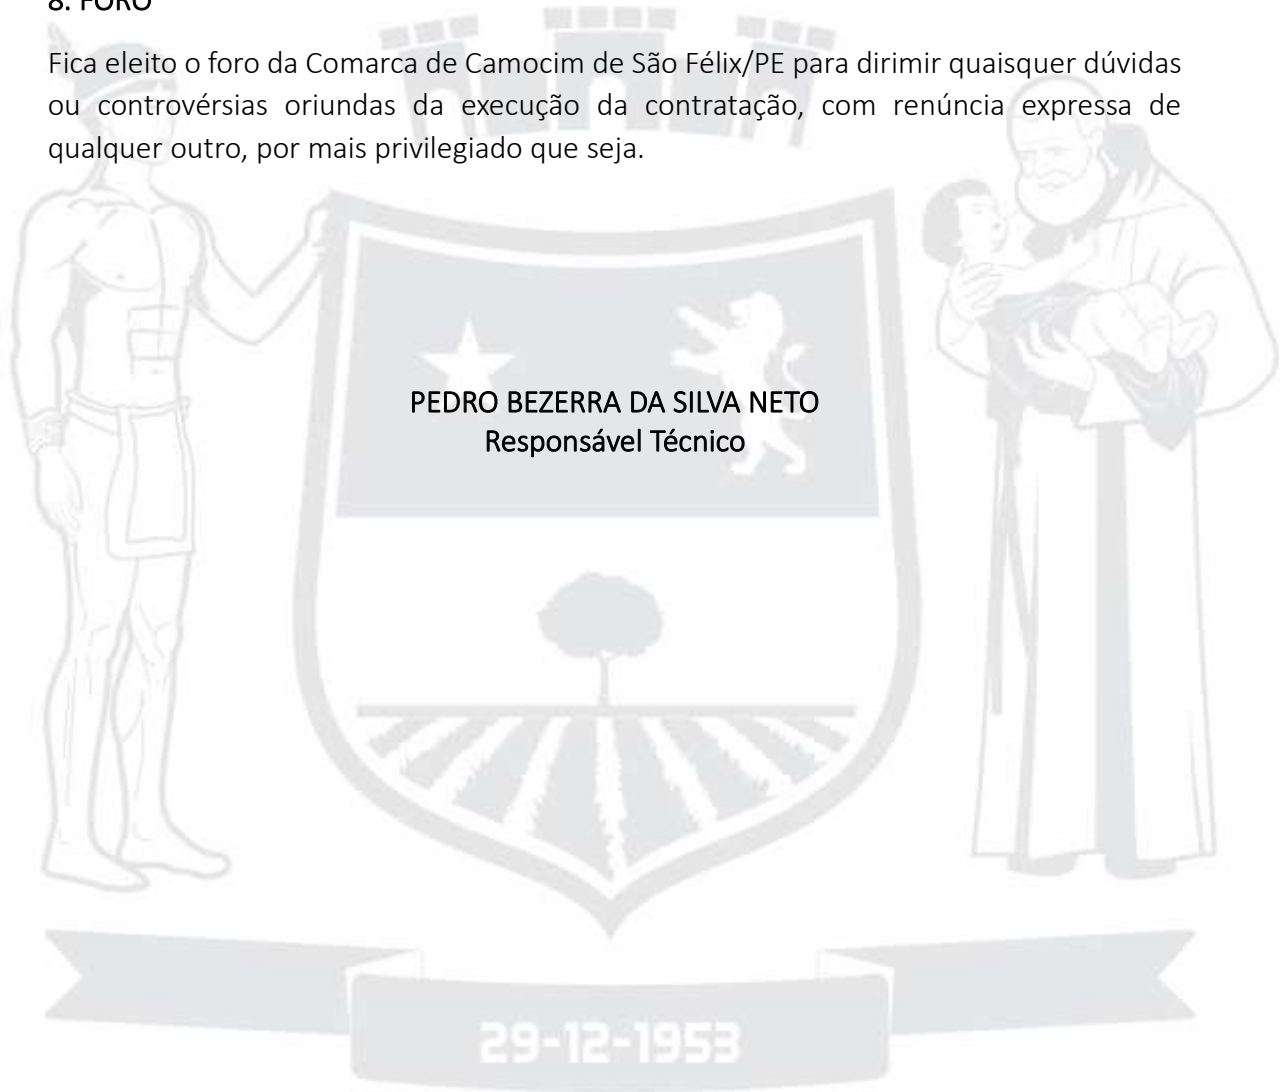 8. FORO
Fica eleito o foro da Comarca de Camocim de São Félix/PE para dirimir quaisquer dúvidas
ou controvérsias oriundas da execução da contratação, com renúncia expressa de
qualquer outro, por mais privilegiado que seja.
PEDRO BEZERRA DA SILVA NETO
Responsável Técnico
29-12-1953